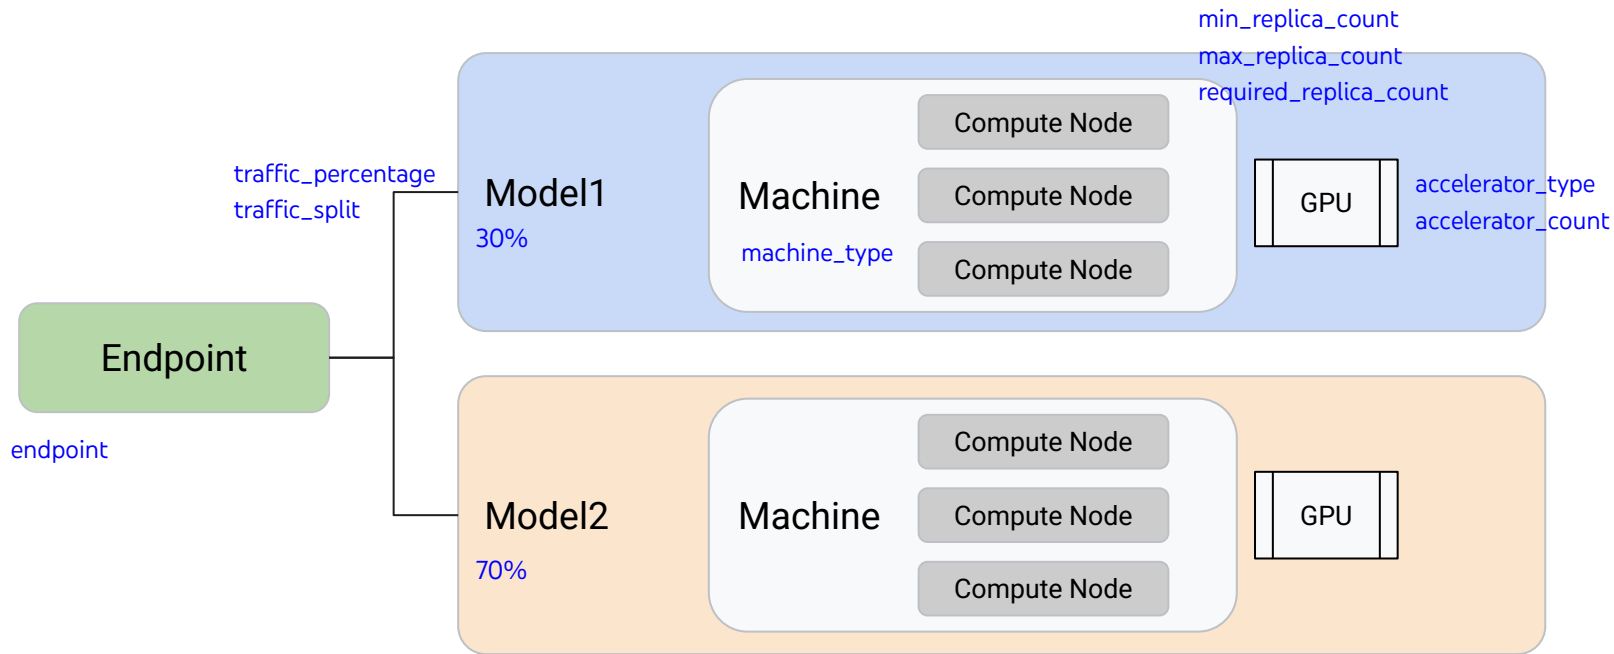 min_replica_count
max_replica_count
required_replica_count
traffic_percentage
traffic_split
Model1
30%
Machine
machine_type
Compute Node
Compute Node
Compute Node
GPU
accelerator_type
accelerator_count
Endpoint
endpoint
Model2
70%
Machine
Compute Node
Compute Node
Compute Node
GPU